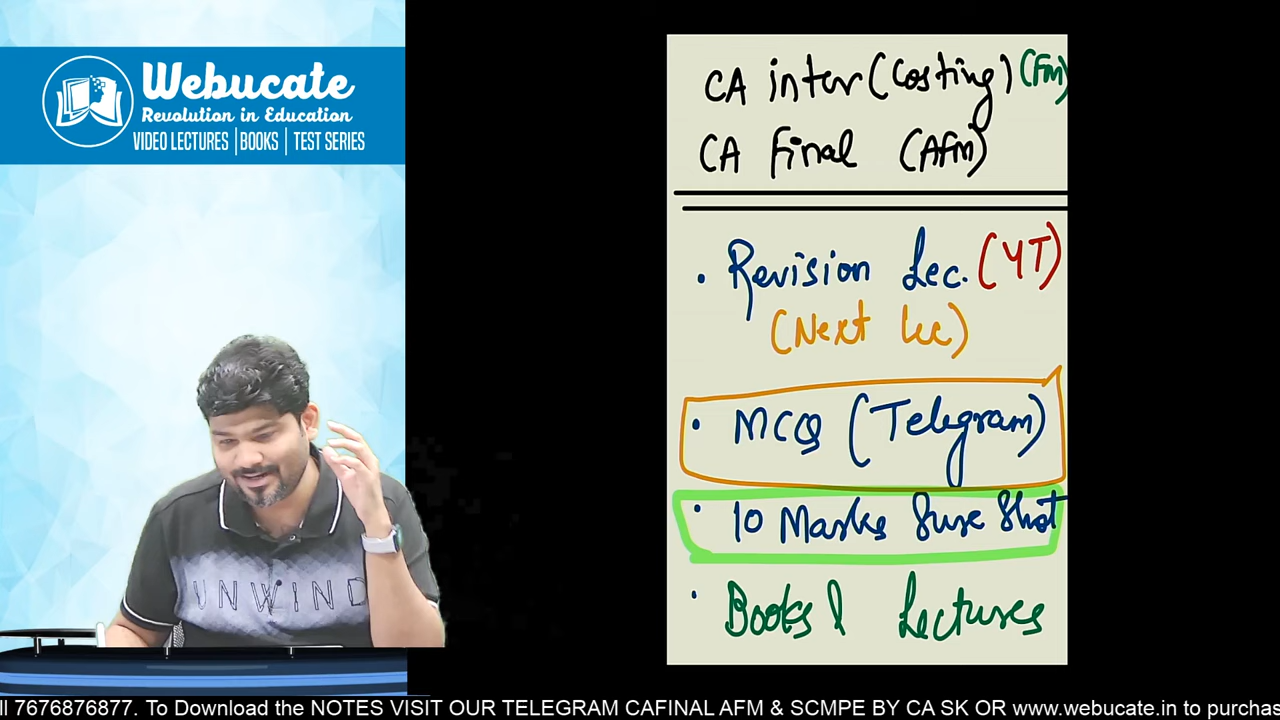 Webucate
Revolution in Education
VIDEO LECTURES | BOOKS | TEST SERIES
UNWIND
CA inter (Costing) (Fm)
CA Final (AFM)
• Revision Lec. (YT)
(Next Lec)
• MCQ (Telegram)
• 10 Marks Sure Shot
• Books & Lectures
ll 7676876877. To Download the NOTES VISIT OUR TELEGRAM CAFINAL AFM & SCMPE BY CA SK OR www.webucate.in to purchas